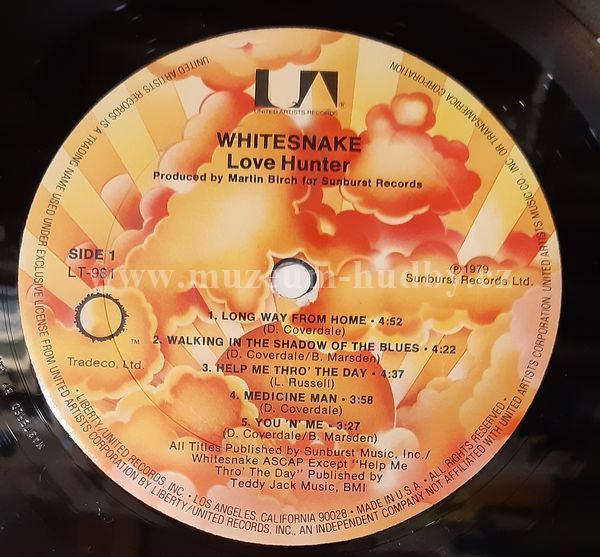 UNITED ARTISTS RECORDS IS A TRADING NAME USED UNDER EXCLUSIVE LICENSE FROM UNITED ARTISTS CORPORATION.
UNITED ARTISTS MUSIC CO., INC. OR TRANSAMERICA CORPORATION.
UA
UNITED ARTISTS RECORDS ®
WHITESNAKE
Love Hunter
Produced by Martin Birch for Sunburst Records
SIDE 1
LT-981
℗ 1979
Sunburst Records Ltd.
www.muzeum-hudby.cz
1. LONG WAY FROM HOME • 4:52
(D. Coverdale)
2. WALKING IN THE SHADOW OF THE BLUES • 4:22
(D. Coverdale/B. Marsden)
3. HELP ME THRO' THE DAY • 4:37
(L. Russell)
4. MEDICINE MAN • 3:58
(D. Coverdale)
5. YOU 'N' ME • 3:27
(D. Coverdale/B. Marsden)
TM
Tradeco, Ltd.
All Titles Published by Sunburst Music, Inc./
Whitesnake ASCAP Except "Help Me
Thro' The Day" Published by
Teddy Jack Music, BMI
• LIBERTY/UNITED RECORDS, INC. • LOS ANGELES, CALIFORNIA 90028 • MADE IN U.S.A. • ALL RIGHTS RESERVED •
BY LIBERTY/UNITED RECORDS, INC., AN INDEPENDENT COMPANY NOT AFFILIATED WITH UNITED ARTISTS CORPORATION,